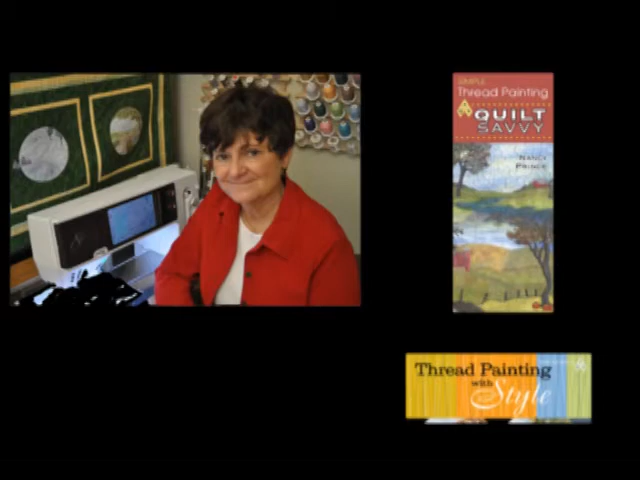 SIMPLE
Thread Painting
QUILT
SAVVY
NANCY
PRINCE
Thread Painting
with
Style